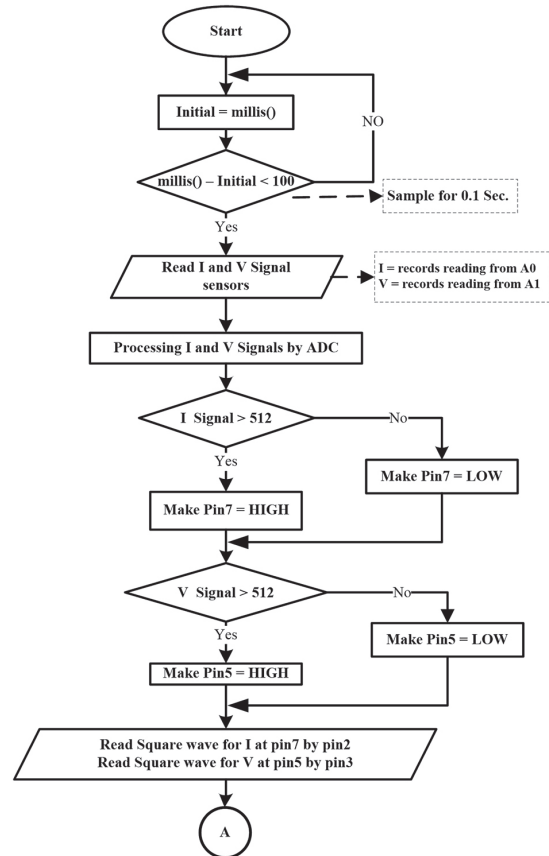 Start
Initial = millis()
NO
millis() – Initial < 100
Sample for 0.1 Sec.
Yes
Read I and V Signal
sensors
I = records reading from A0
V = records reading from A1
Processing I and V Signals by ADC
I Signal > 512
No
Yes
Make Pin7 = LOW
Make Pin7 = HIGH
V Signal > 512
No
Yes
Make Pin5 = LOW
Make Pin5 = HIGH
Read Square wave for I at pin7 by pin2
Read Square wave for V at pin5 by pin3
A